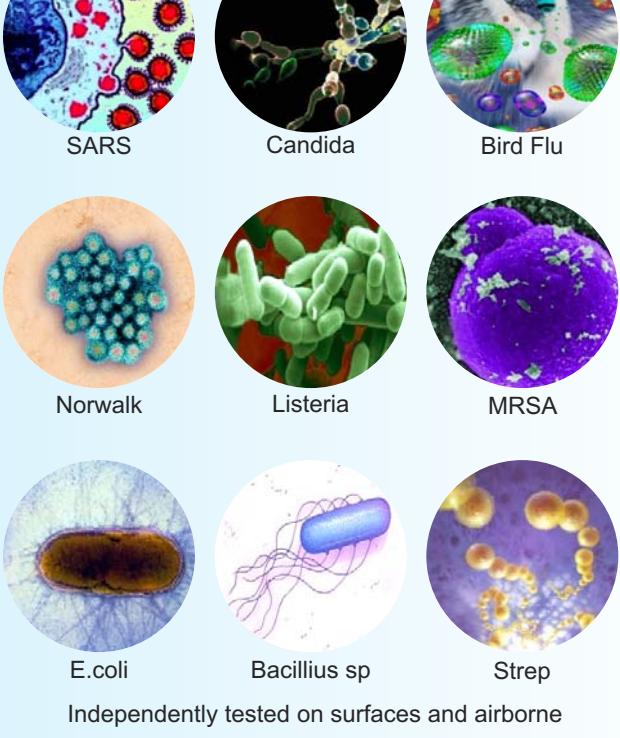 SARS
Candida
Bird Flu
Norwalk
Listeria
MRSA
E.coli
Bacillius sp
Strep
Independently tested on surfaces and airborne